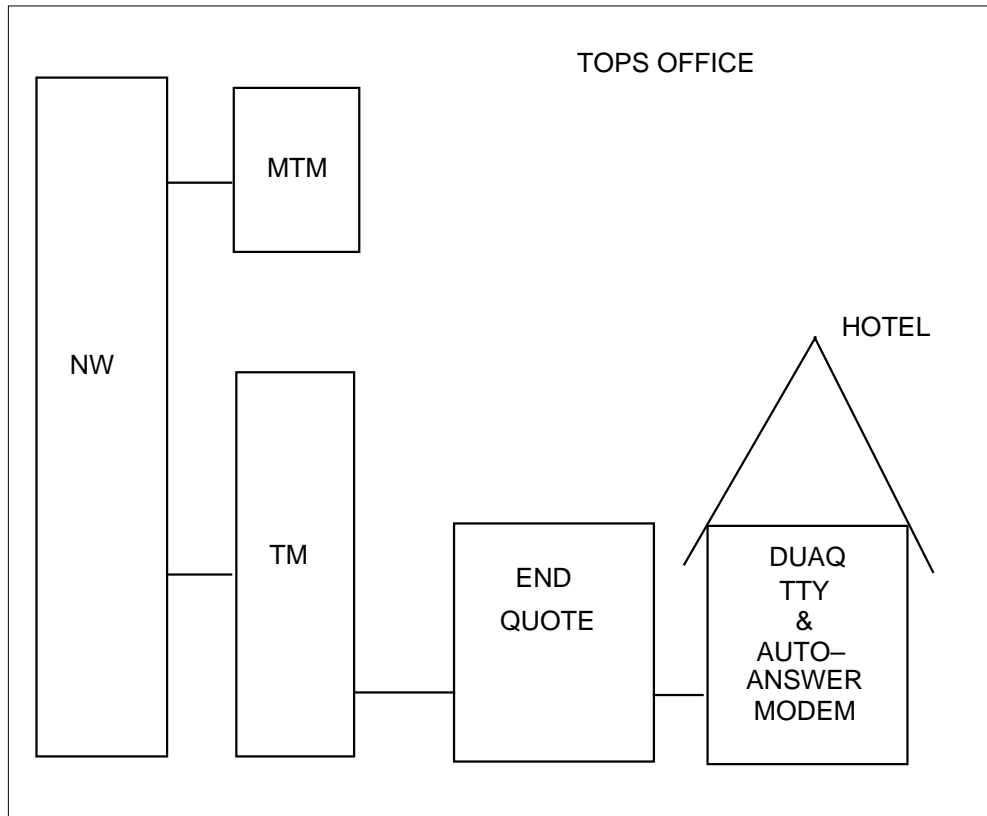 TOPS OFFICE
MTM
HOTEL
NW
TM
END
QUOTE
DUAQ
TTY
&
AUTO–
ANSWER
MODEM